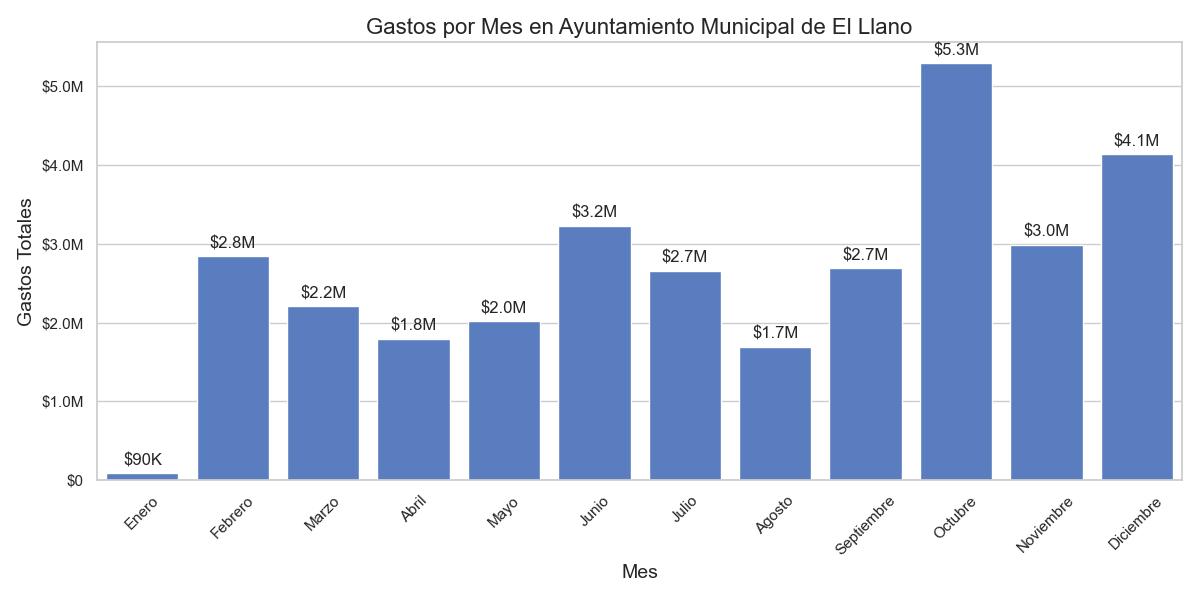 Gastos por Mes en Ayuntamiento Municipal de El Llano
Gastos Totales
$5.0M
$4.0M
$3.0M
$2.0M
$1.0M
$0
$90K
$2.8M
$2.2M
$1.8M
$2.0M
$3.2M
$2.7M
$1.7M
$2.7M
$5.3M
$3.0M
$4.1M
Enero
Febrero
Marzo
Abril
Mayo
Junio
Julio
Agosto
Septiembre
Octubre
Noviembre
Diciembre
Mes